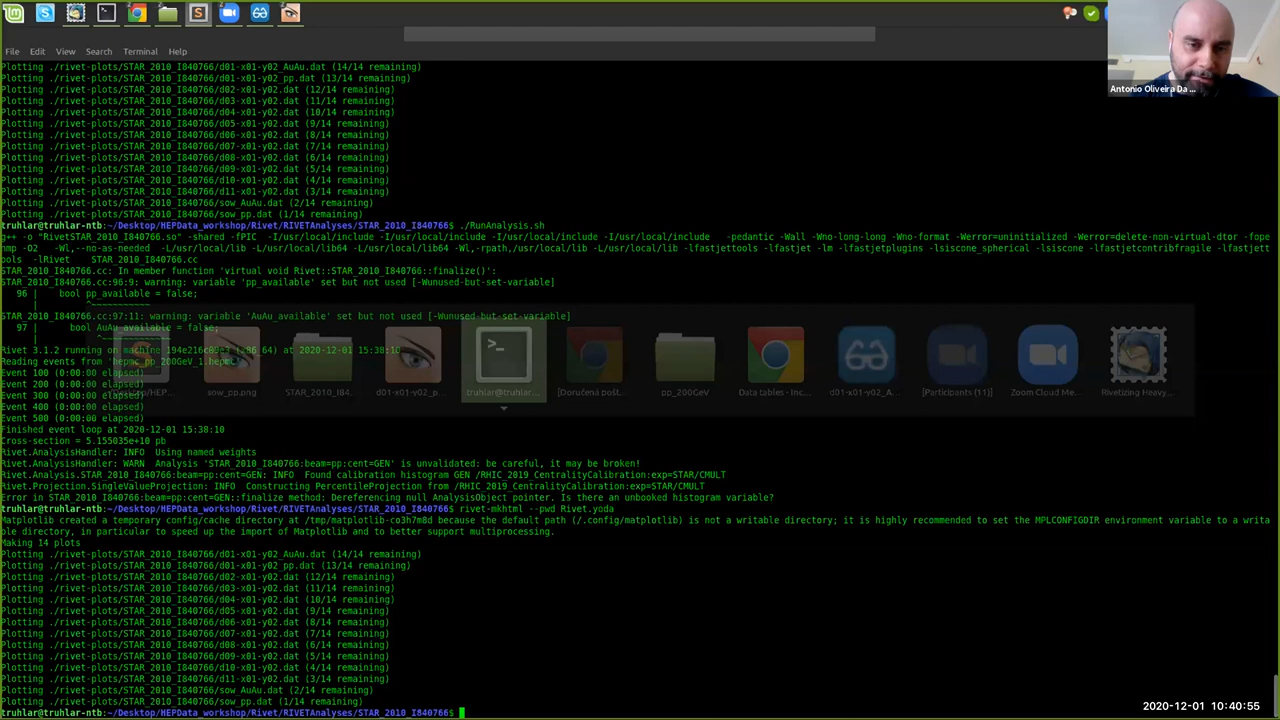 File Edit View Search Terminal Help
Antonio Oliveira Da ...
Plotting ./rivet-plots/STAR_2010_I840766/d01-x01-y02_AuAu.dat (14/14 remaining)
Plotting ./rivet-plots/STAR_2010_I840766/d01-x01-y02_pp.dat (13/14 remaining)
Plotting ./rivet-plots/STAR_2010_I840766/d02-x01-y02.dat (12/14 remaining)
Plotting ./rivet-plots/STAR_2010_I840766/d03-x01-y02.dat (11/14 remaining)
Plotting ./rivet-plots/STAR_2010_I840766/d04-x01-y02.dat (10/14 remaining)
Plotting ./rivet-plots/STAR_2010_I840766/d05-x01-y02.dat (9/14 remaining)
Plotting ./rivet-plots/STAR_2010_I840766/d06-x01-y02.dat (8/14 remaining)
Plotting ./rivet-plots/STAR_2010_I840766/d07-x01-y02.dat (7/14 remaining)
Plotting ./rivet-plots/STAR_2010_I840766/d08-x01-y02.dat (6/14 remaining)
Plotting ./rivet-plots/STAR_2010_I840766/d09-x01-y02.dat (5/14 remaining)
Plotting ./rivet-plots/STAR_2010_I840766/d10-x01-y02.dat (4/14 remaining)
Plotting ./rivet-plots/STAR_2010_I840766/d11-x01-y02.dat (3/14 remaining)
Plotting ./rivet-plots/STAR_2010_I840766/sow_AuAu.dat (2/14 remaining)
Plotting ./rivet-plots/STAR_2010_I840766/sow_pp.dat (1/14 remaining)
truhlar@truhlar-ntb:~/Desktop/HEPData_workshop/Rivet/RIVETAnalyses/STAR_2010_I840766$ ./RunAnalysis.sh
g++ -o "RivetSTAR_2010_I840766.so" -shared -fPIC -I/usr/local/include -I/usr/local/include -I/usr/local/include -I/usr/local/include -pedantic -Wall -Wno-long-long -Wno-format -Werror=uninitialized -Werror=delete-non-virtual-dtor -fope
nmp -O2 -Wl,--no-as-needed -L/usr/local/lib -L/usr/local/lib64 -L/usr/local/lib64 -Wl,-rpath,/usr/local/lib -L/usr/local/lib -lfastjettools -lfastjet -lm -lfastjetplugins -lsiscone_spherical -lsiscone -lfastjetcontribfragile -lfastjett
ools -lRivet STAR_2010_I840766.cc
STAR_2010_I840766.cc: In member function 'virtual void Rivet::STAR_2010_I840766::finalize()':
STAR_2010_I840766.cc:96:9: warning: variable 'pp_available' set but not used [-Wunused-but-set-variable]
96 | bool pp_available = false;
| ^~~~~~~~~~~~
STAR_2010_I840766.cc:97:11: warning: variable 'AuAu_available' set but not used [-Wunused-but-set-variable]
97 | bool AuAu_available = false;
| ^~~~~~~~~~~~~~
Rivet 3.1.2 running on machine 194e216c09e3 (x86_64) at 2020-12-01 15:38:10
Reading events from 'hepmc_pp_200GeV_1.hepmc'
Event 100 (0:00:00 elapsed)
Event 200 (0:00:00 elapsed)
Event 300 (0:00:00 elapsed)
Event 400 (0:00:00 elapsed)
Event 500 (0:00:00 elapsed)
sow_pp.png STAR_2010_I84... d01-x01-y02_p... truhlar@truhlar... [Doručená pošt... pp_200GeV Data tables - Inc... d01-x01-y02_A... [Participants (11)] Zoom Cloud Me... Rivetizing Heavy...
Finished event loop at 2020-12-01 15:38:10
Cross-section = 5.155035e+10 pb
Rivet.AnalysisHandler: INFO Using named weights
Rivet.AnalysisHandler: WARN Analysis 'STAR_2010_I840766:beam=pp:cent=GEN' is unvalidated: be careful, it may be broken!
Rivet.Analysis.STAR_2010_I840766:beam=pp:cent=GEN: INFO Found calibration histogram GEN /RHIC_2019_CentralityCalibration:exp=STAR/CMULT
Rivet.Projection.SingleValueProjection: INFO Constructing PercentileProjection from /RHIC_2019_CentralityCalibration:exp=STAR/CMULT
Error in STAR_2010_I840766:beam=pp:cent=GEN::finalize method: Dereferencing null AnalysisObject pointer. Is there an unbooked histogram variable?
truhlar@truhlar-ntb:~/Desktop/HEPData_workshop/Rivet/RIVETAnalyses/STAR_2010_I840766$ rivet-mkhtml --pwd Rivet.yoda
Matplotlib created a temporary config/cache directory at /tmp/matplotlib-co3h7m8d because the default path (/.config/matplotlib) is not a writable directory; it is highly recommended to set the MPLCONFIGDIR environment variable to a writa
ble directory, in particular to speed up the import of Matplotlib and to better support multiprocessing.
Making 14 plots
Plotting ./rivet-plots/STAR_2010_I840766/d01-x01-y02_AuAu.dat (14/14 remaining)
Plotting ./rivet-plots/STAR_2010_I840766/d01-x01-y02_pp.dat (13/14 remaining)
Plotting ./rivet-plots/STAR_2010_I840766/d02-x01-y02.dat (12/14 remaining)
Plotting ./rivet-plots/STAR_2010_I840766/d03-x01-y02.dat (11/14 remaining)
Plotting ./rivet-plots/STAR_2010_I840766/d04-x01-y02.dat (10/14 remaining)
Plotting ./rivet-plots/STAR_2010_I840766/d05-x01-y02.dat (9/14 remaining)
Plotting ./rivet-plots/STAR_2010_I840766/d06-x01-y02.dat (8/14 remaining)
Plotting ./rivet-plots/STAR_2010_I840766/d07-x01-y02.dat (7/14 remaining)
Plotting ./rivet-plots/STAR_2010_I840766/d08-x01-y02.dat (6/14 remaining)
Plotting ./rivet-plots/STAR_2010_I840766/d09-x01-y02.dat (5/14 remaining)
Plotting ./rivet-plots/STAR_2010_I840766/d10-x01-y02.dat (4/14 remaining)
Plotting ./rivet-plots/STAR_2010_I840766/d11-x01-y02.dat (3/14 remaining)
Plotting ./rivet-plots/STAR_2010_I840766/sow_AuAu.dat (2/14 remaining)
Plotting ./rivet-plots/STAR_2010_I840766/sow_pp.dat (1/14 remaining)
truhlar@truhlar-ntb:~/Desktop/HEPData_workshop/Rivet/RIVETAnalyses/STAR_2010_I840766$
2020-12-01 10:40:55